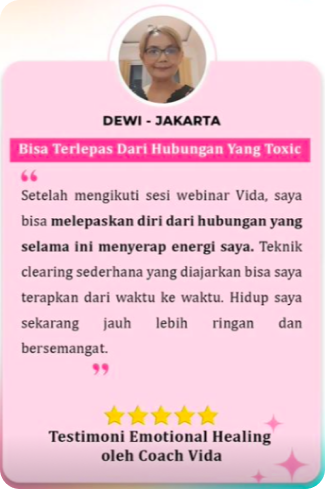 DEWI - JAKARTA
Bisa Terlepas Dari Hubungan Yang Toxic
“
Setelah mengikuti sesi webinar Vida, saya
bisa melepaskan diri dari hubungan yang
selama ini menyerap energi saya. Teknik
clearing sederhana yang diajarkan bisa saya
terapkan dari waktu ke waktu. Hidup saya
sekarang jauh lebih ringan dan
bersemangat.
”
Testimoni Emotional Healing
oleh Coach Vida